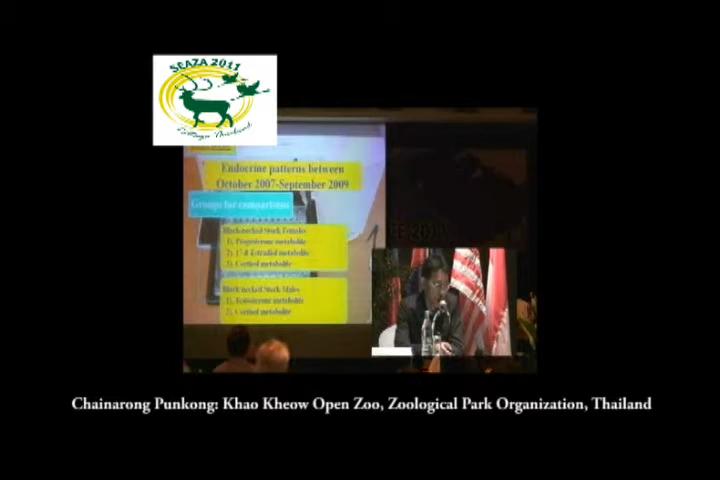 SEAZA 2011
Endocrine patterns between
October 2007-September 2009
Groups for comparisons
Black-necked Stork Females
1). Progesterone metabolite
2). 17-ß Estradiol metabolite
3). Cortisol metabolite
Black-necked Stork Males
1). Testosterone metabolite
2). Cortisol metabolite
Chainarong Punkong: Khao Kheow Open Zoo, Zoological Park Organization, Thailand